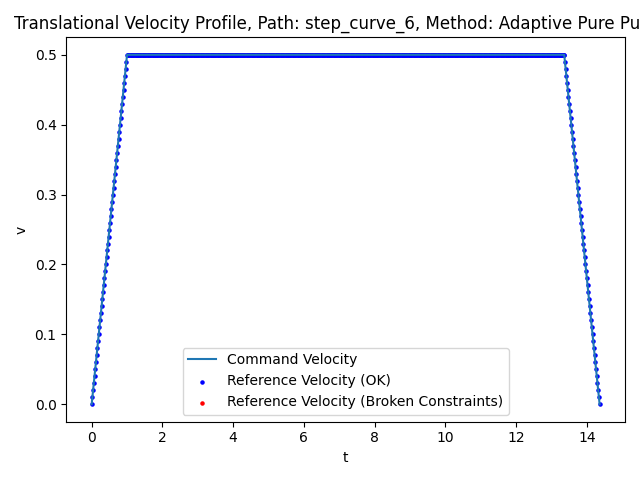 Translational Velocity Profile, Path: step_curve_6, Method: Adaptive Pure Pu
v
0.5
0.4
0.3
0.2
0.1
0.0
Command Velocity
Reference Velocity (OK)
Reference Velocity (Broken Constraints)
0 2 4 6 8 10 12 14
t